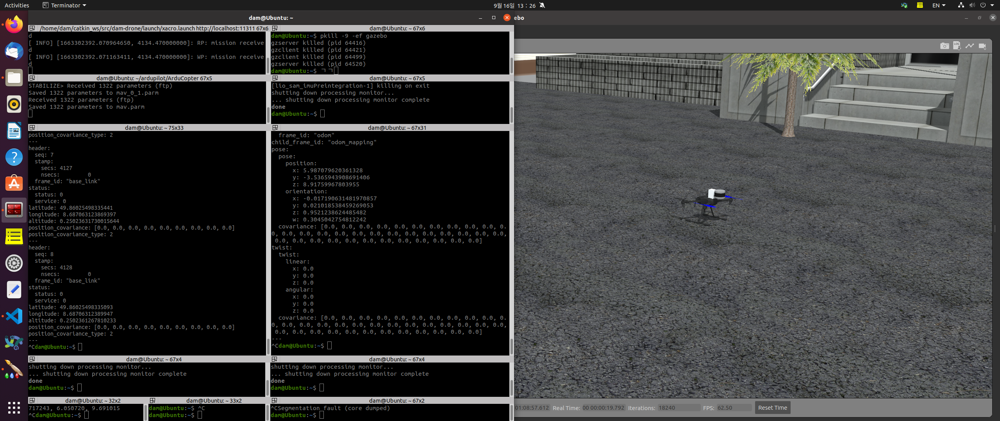 Activities
Terminator
9월 16일 13 : 26
EN
dam@Ubuntu: ~
ebo
/home/dam/catkin_ws/src/dam-drone/launch/xacro.launch http://localhost:11311 67x6
d
[ INFO] [1663302392.070964650, 4134.470000000]: RP: mission receive
d
[ INFO] [1663302392.071163411, 4134.470000000]: WP: mission receive
d
dam@Ubuntu: ~ 67x6
dam@Ubuntu:~$ pkill -9 -ef gazebo
gzserver killed (pid 64416)
gzclient killed (pid 64421)
gzclient killed (pid 64499)
gzserver killed (pid 64520)
dam@Ubuntu:~$ ㄱㄱ
dam@Ubuntu: ~/ardupilot/ArduCopter 67x5
STABILIZE> Received 1322 parameters (ftp)
Saved 1322 parameters to mav_0_1.parm
Received 1322 parameters (ftp)
Saved 1322 parameters to mav.parm
dam@Ubuntu: ~ 67x5
[lio_sam_imuPreintegration-1] killing on exit
shutting down processing monitor...
... shutting down processing monitor complete
done
dam@Ubuntu:~$
dam@Ubuntu: ~ 75x33
position_covariance_type: 2
---
header:
  seq: 7
  stamp:
    secs: 4127
    nsecs:         0
  frame_id: "base_link"
status:
  status: 0
  service: 0
latitude: 49.86025498335441
longitude: 8.687063123869397
altitude: 0.25023631730015644
position_covariance: [0.0, 0.0, 0.0, 0.0, 0.0, 0.0, 0.0, 0.0, 0.0]
position_covariance_type: 2
---
header:
  seq: 8
  stamp:
    secs: 4128
    nsecs:         0
  frame_id: "base_link"
status:
  status: 0
  service: 0
latitude: 49.86025498335093
longitude: 8.68706312389947
altitude: 0.2502361267810233
position_covariance: [0.0, 0.0, 0.0, 0.0, 0.0, 0.0, 0.0, 0.0, 0.0]
position_covariance_type: 2
---
^Cdam@Ubuntu:~$
dam@Ubuntu: ~ 67x31
  frame_id: "odom"
child_frame_id: "odom_mapping"
pose:
  pose:
    position:
      x: 5.987079620361328
      y: -3.5365943908691406
      z: 8.91759967803955
    orientation:
      x: -0.017190631481970857
      y: 0.021018538459269053
      z: 0.9521238624485482
      w: 0.3045042754812242
  covariance: [0.0, 0.0, 0.0, 0.0, 0.0, 0.0, 0.0, 0.0, 0.0, 0.0, 0.
0, 0.0, 0.0, 0.0, 0.0, 0.0, 0.0, 0.0, 0.0, 0.0, 0.0, 0.0, 0.0, 0.0,
 0.0, 0.0, 0.0, 0.0, 0.0, 0.0, 0.0, 0.0, 0.0, 0.0, 0.0, 0.0]
twist:
  twist:
    linear:
      x: 0.0
      y: 0.0
      z: 0.0
    angular:
      x: 0.0
      y: 0.0
      z: 0.0
  covariance: [0.0, 0.0, 0.0, 0.0, 0.0, 0.0, 0.0, 0.0, 0.0, 0.0, 0.
0, 0.0, 0.0, 0.0, 0.0, 0.0, 0.0, 0.0, 0.0, 0.0, 0.0, 0.0, 0.0, 0.0,
 0.0, 0.0, 0.0, 0.0, 0.0, 0.0, 0.0, 0.0, 0.0, 0.0, 0.0, 0.0]
---
^Cdam@Ubuntu:~$
dam@Ubuntu: ~ 67x4
shutting down processing monitor...
... shutting down processing monitor complete
done
dam@Ubuntu:~$
dam@Ubuntu: ~ 67x4
shutting down processing monitor...
... shutting down processing monitor complete
done
dam@Ubuntu:~$
dam@Ubuntu: ~ 32x2
717243, 6.050720, 9.691015
^Cdam@Ubuntu:~$
dam@Ubuntu: ~ 33x2
dam@Ubuntu:~$ ^C
dam@Ubuntu:~$
dam@Ubuntu: ~ 67x2
^CSegmentation fault (core dumped)
dam@Ubuntu:~$
LOG
01:08:57.612 Real Time: 00 00:00:19.792 Iterations: 18240 FPS: 62.50 Reset Time